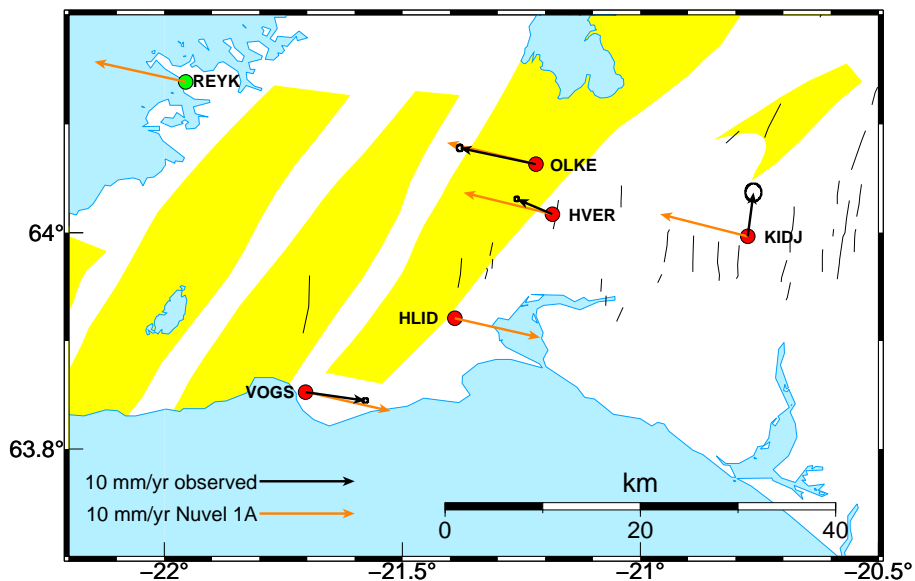 REYK
OLKE
HVER
64°
KIDJ
HLID
VOGS
63.8°
10 mm/yr observed
km
10 mm/yr Nuvel 1A
0 20 40
−22° −21.5° −21° −20.5°